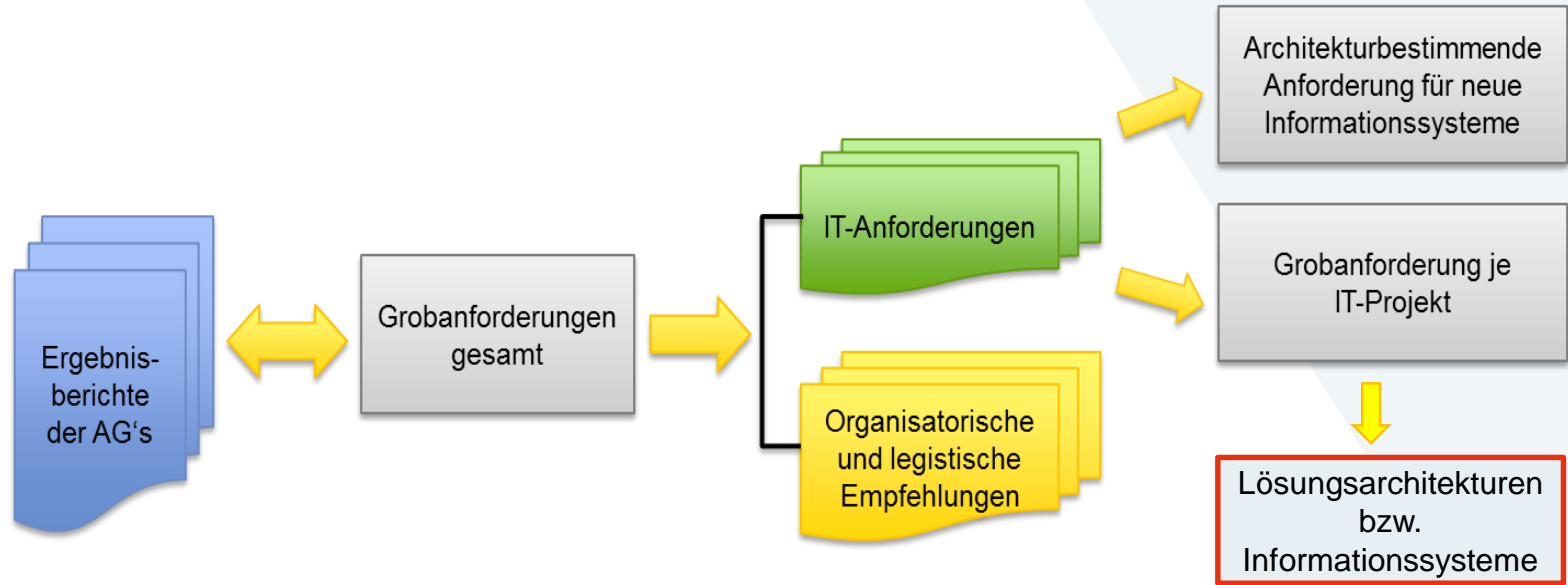 Ergebnis-
berichte
der AG‘s
Grobanforderungen
gesamt
IT-Anforderungen
Organisatorische
und legistische
Empfehlungen
Architekturbestimmende
Anforderung für neue
Informationssysteme
Grobanforderung je
IT-Projekt
Lösungsarchitekturen
bzw.
Informationssysteme